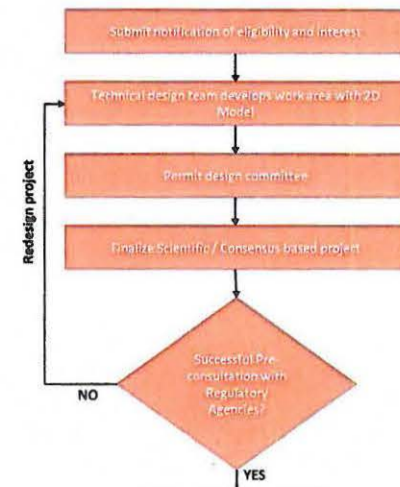 Submit notification of eligibility and interest
Technical design team develops work area with 2D
Model
Permit design committee
Finalize Scientific / Consensus based project
Redesign project
Successful Pre-
consultation with
Regulatory
Agencies?
NO
YES